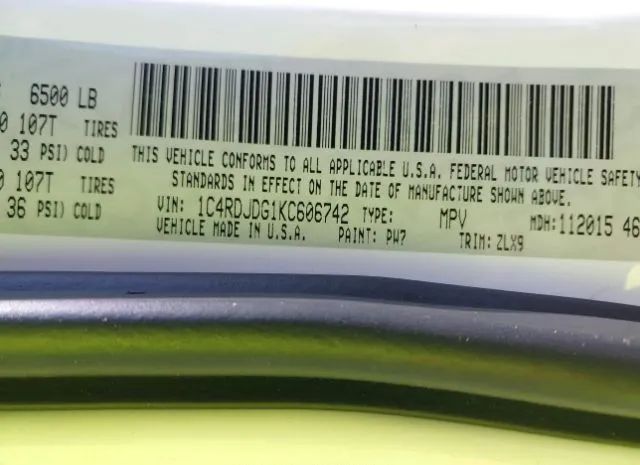 6500 LB
0 107T TIRES
33 PSI) COLD
0 107T TIRES
36 PSI) COLD
THIS VEHICLE CONFORMS TO ALL APPLICABLE U.S.A. FEDERAL MOTOR VEHICLE SAFETY
STANDARDS IN EFFECT ON THE DATE OF MANUFACTURE SHOWN ABOVE.
VIN: 1C4RDJDG1KC606742 TYPE: MPV MDH:112015 46
VEHICLE MADE IN U.S.A. PAINT: PW7 TRIM: ZLX9